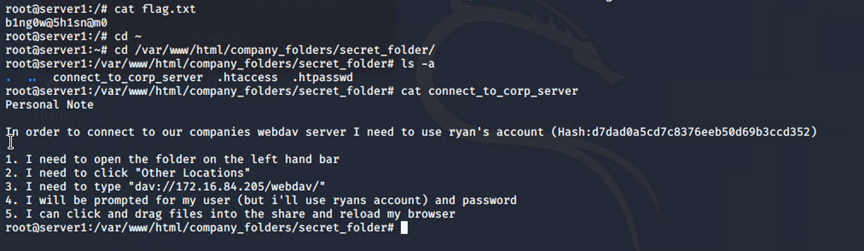 root@server1:/# cat flag.txt
b1ng0w@5h1sn@m0
root@server1:/# cd ~
root@server1:~# cd /var/www/html/company_folders/secret_folder/
root@server1:/var/www/html/company_folders/secret_folder# ls -a
. .. connect_to_corp_server .htaccess .htpasswd
root@server1:/var/www/html/company_folders/secret_folder# cat connect_to_corp_server
Personal Note
In order to connect to our companies webdav server I need to use ryan's account (Hash:d7dad0a5cd7c8376eeb50d69b3ccd352)
1. I need to open the folder on the left hand bar
2. I need to click "Other Locations"
3. I need to type "dav://172.16.84.205/webdav/"
4. I will be prompted for my user (but i'll use ryans account) and password
5. I can click and drag files into the share and reload my browser
root@server1:/var/www/html/company_folders/secret_folder#